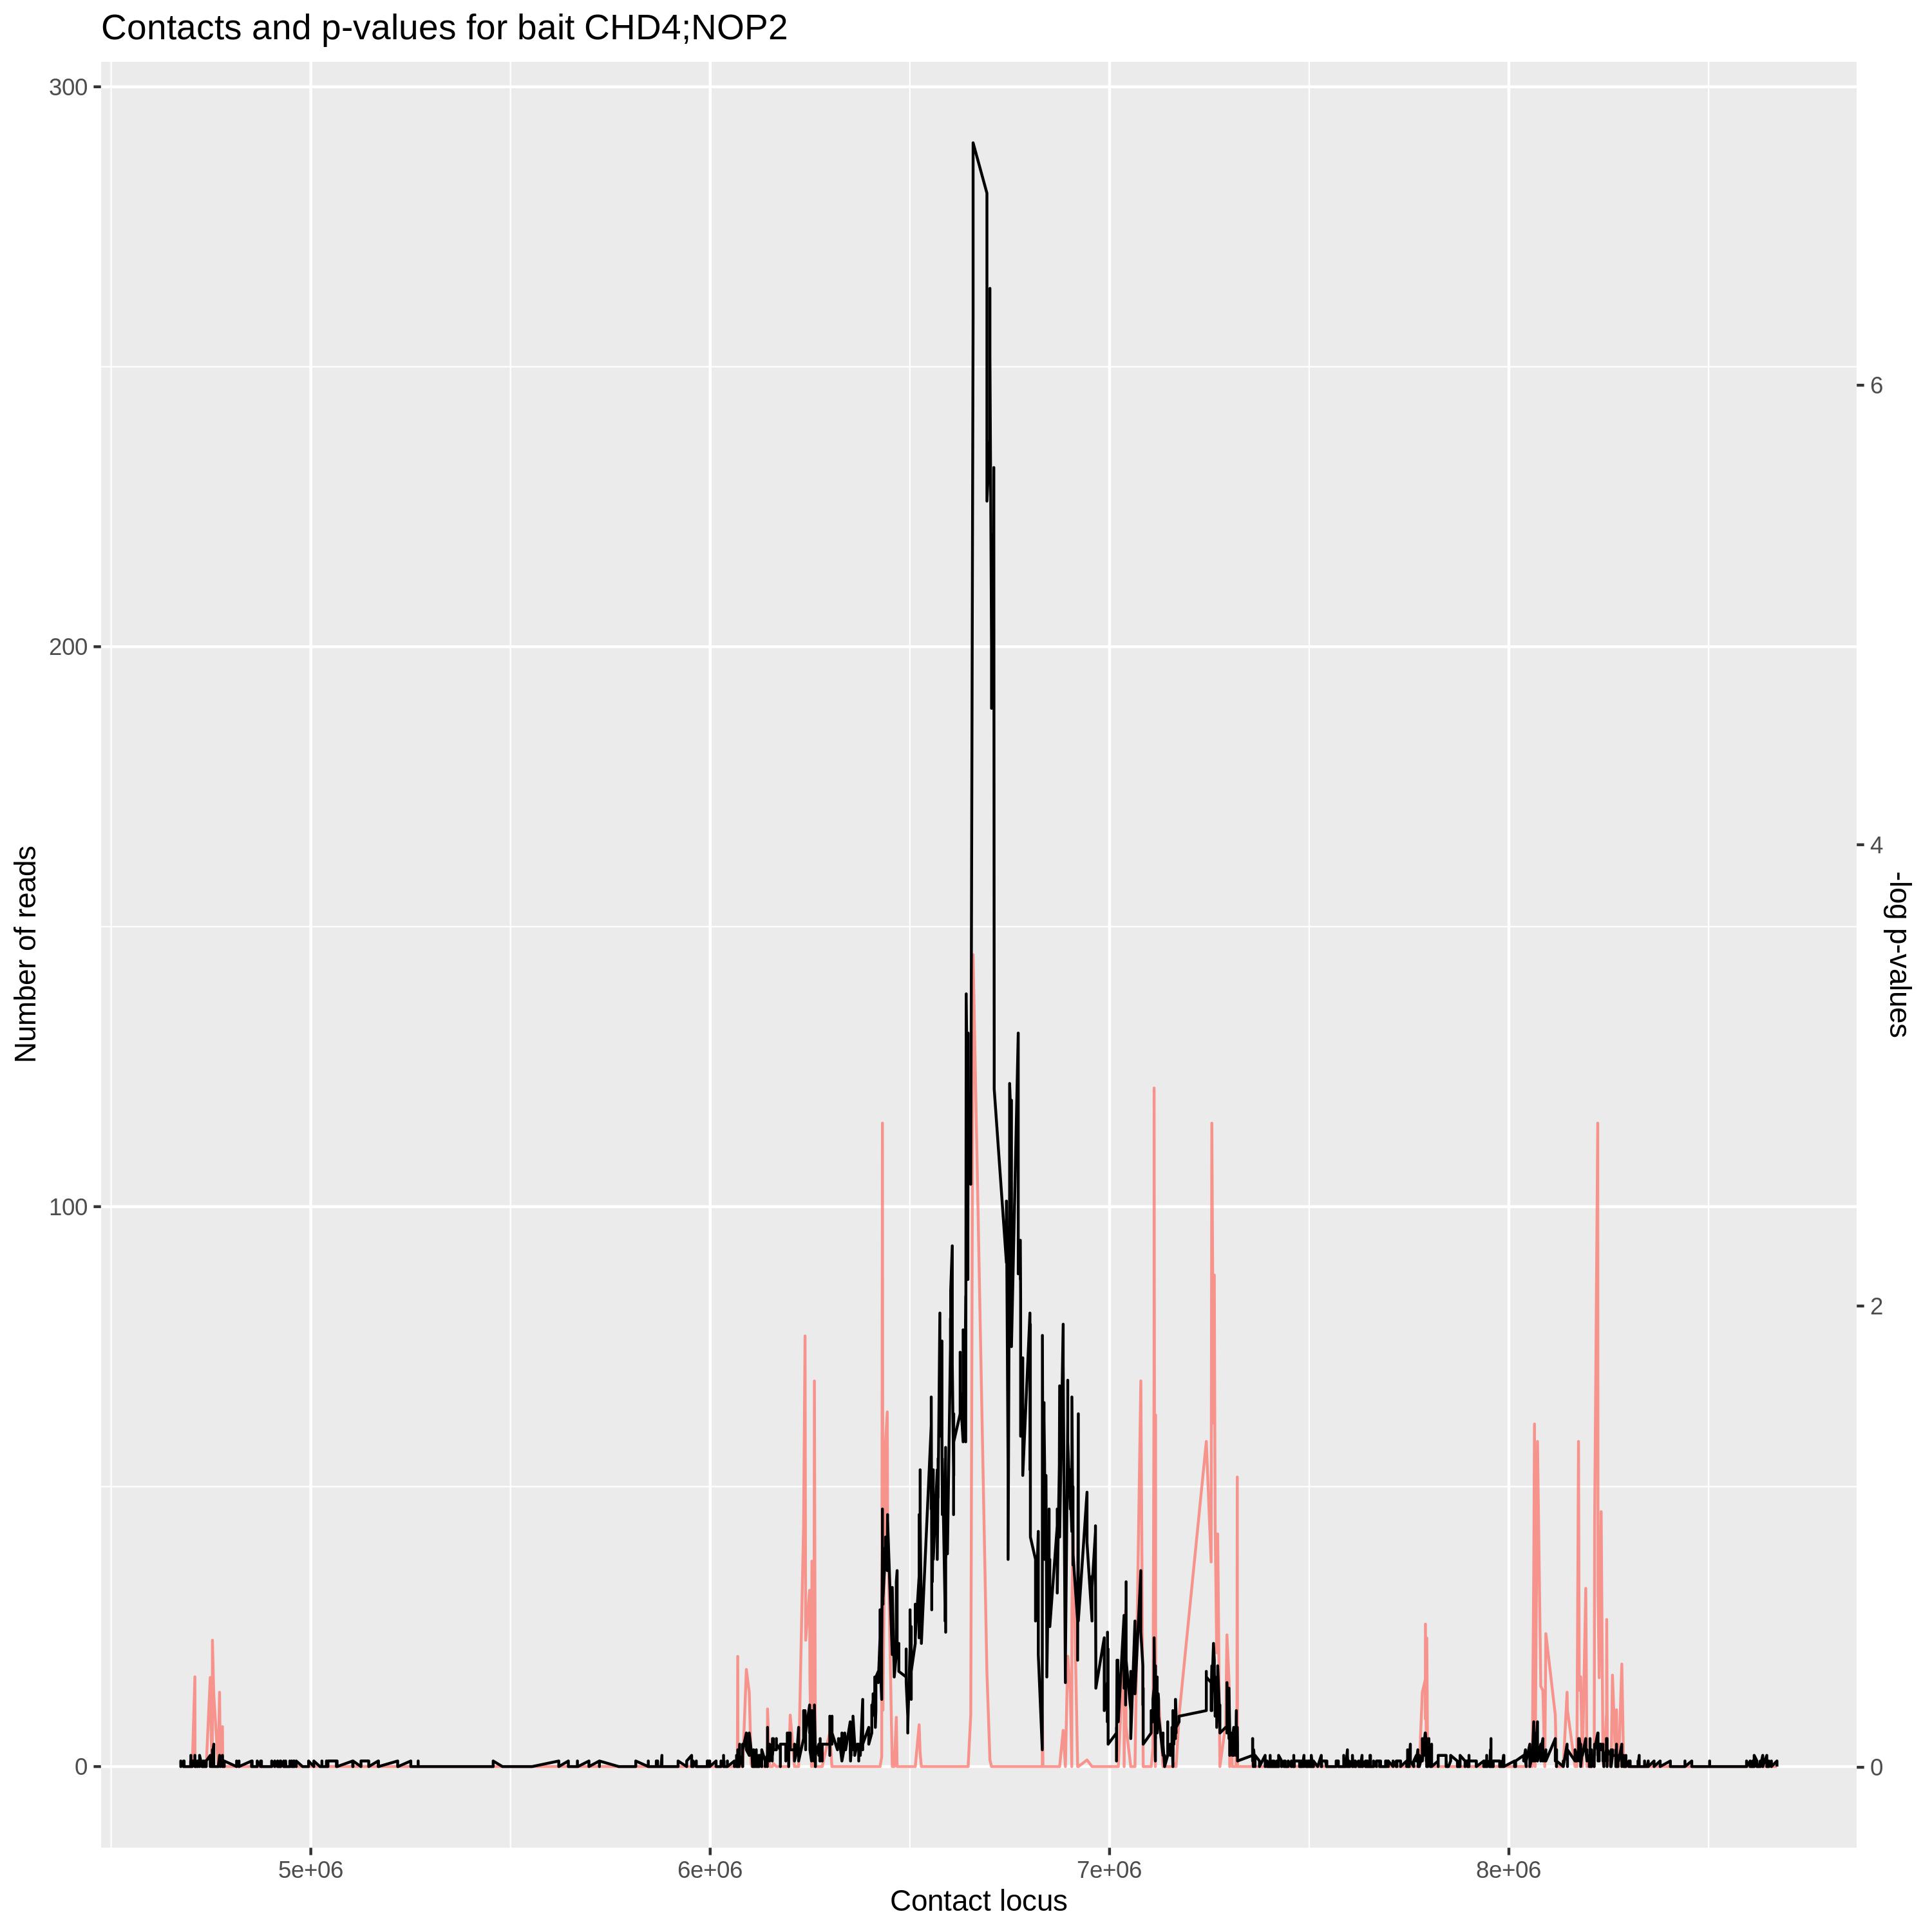 Contacts and p-values for bait CHD4;NOP2
300
200
100
0
Number of reads
6
4
2
0
-log p-values
5e+06
6e+06
7e+06
8e+06
Contact locus